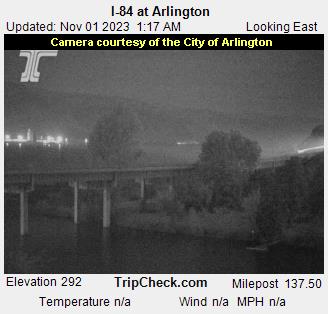 I-84 at Arlington
Updated: Nov 01 2023 1:17 AM Looking East
Camera courtesy of the City of Arlington
Elevation 292 TripCheck.com Milepost 137.50
Temperature n/a Wind n/a MPH n/a